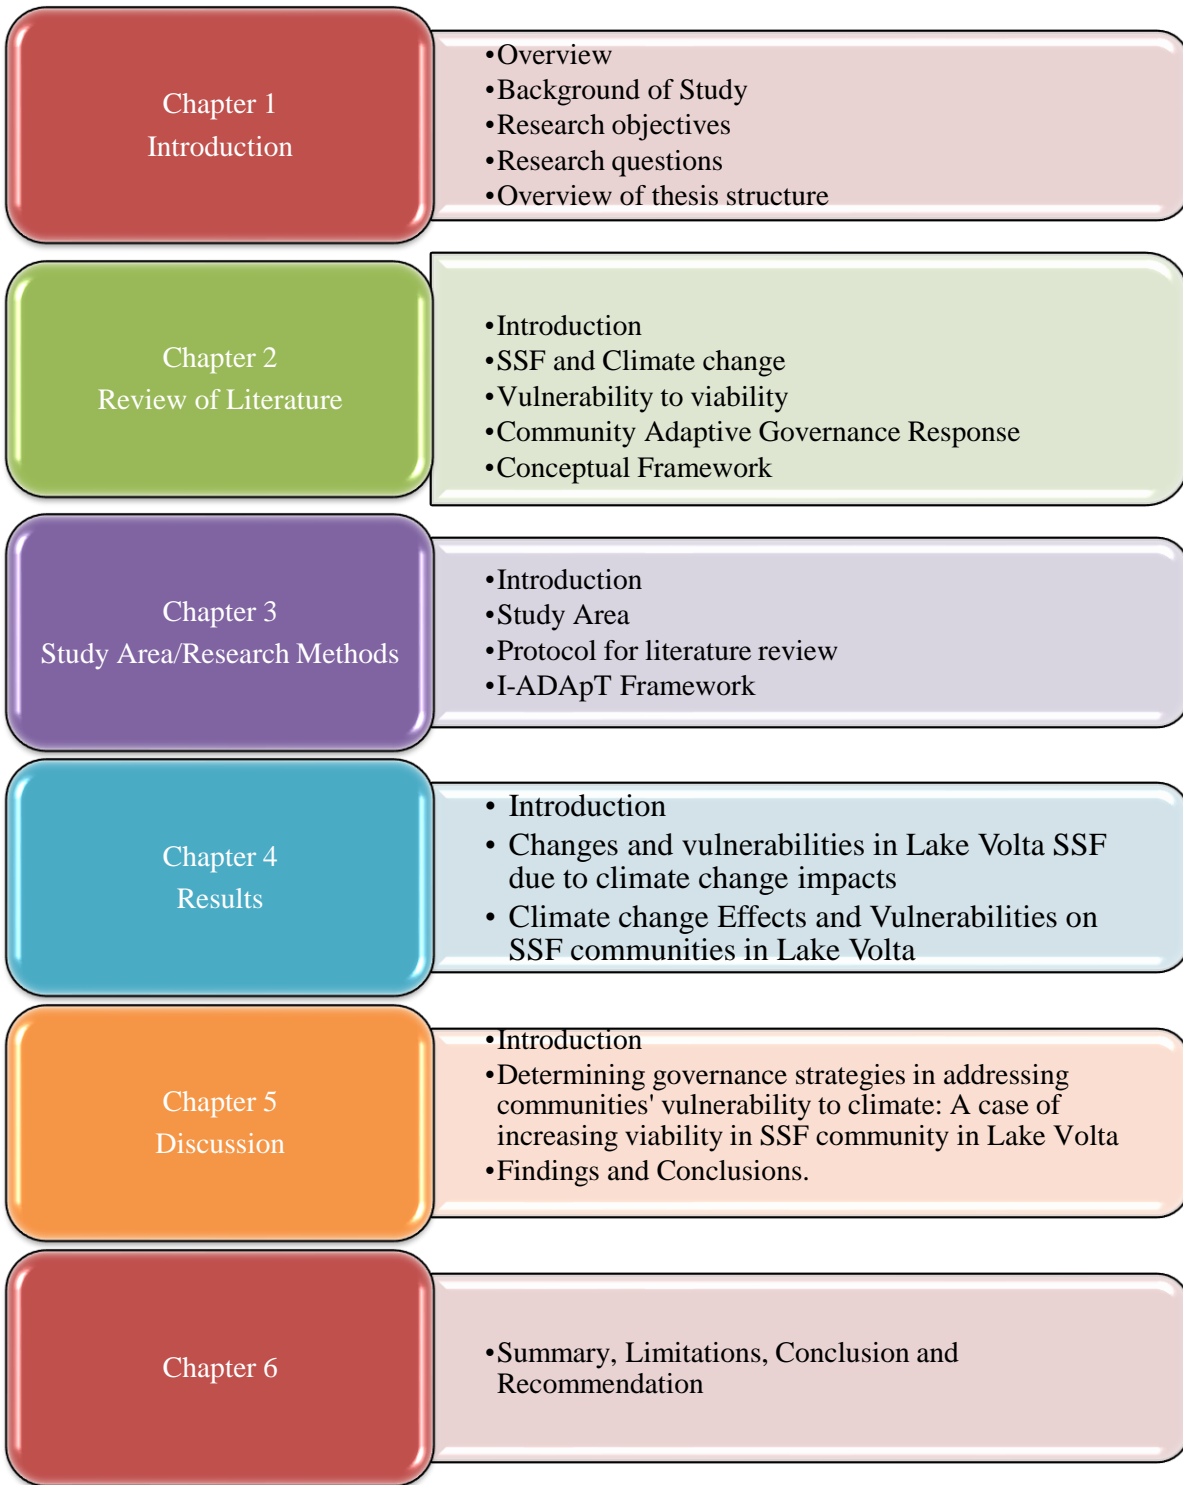 Chapter 1
Introduction
•Overview
•Background of Study
•Research objectives
•Research questions
•Overview of thesis structure
Chapter 2
Review of Literature
•Introduction
•SSF and Climate change
•Vulnerability to viability
•Community Adaptive Governance Response
•Conceptual Framework
Chapter 3
Study Area/Research Methods
•Introduction
•Study Area
•Protocol for literature review
•I-ADApT Framework
Chapter 4
Results
• Introduction
• Changes and vulnerabilities in Lake Volta SSF
due to climate change impacts
• Climate change Effects and Vulnerabilities on
SSF communities in Lake Volta
Chapter 5
Discussion
•Introduction
•Determining governance strategies in addressing
communities' vulnerability to climate: A case of
increasing viability in SSF community in Lake Volta
•Findings and Conclusions.
Chapter 6
•Summary, Limitations, Conclusion and
Recommendation